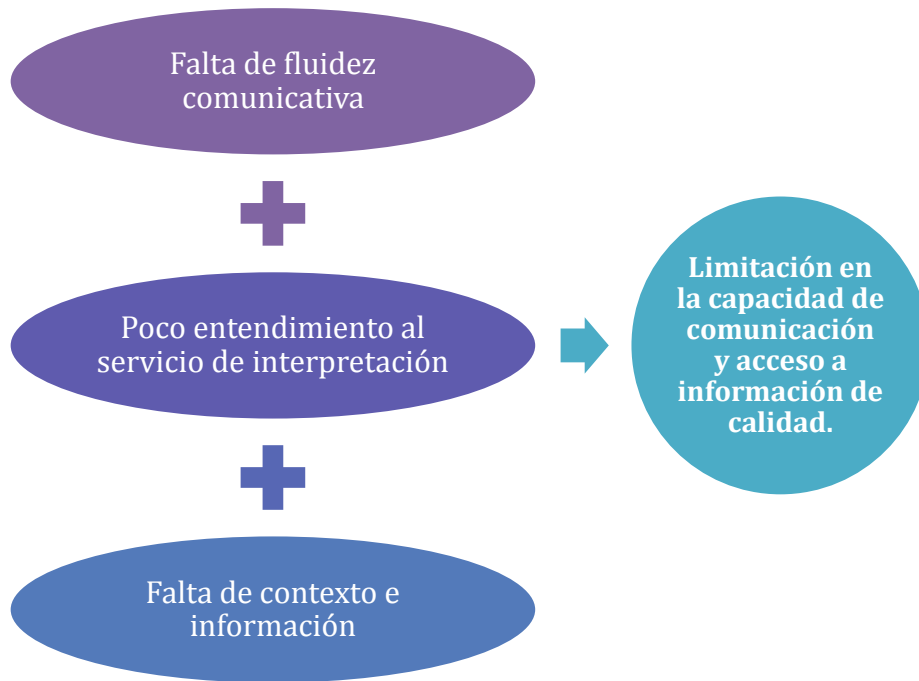 Falta de fluidez
comunicativa
Poco entendimiento al
servicio de interpretación
Falta de contexto e
información
Limitación en
la capacidad de
comunicación
y acceso a
información de
calidad.